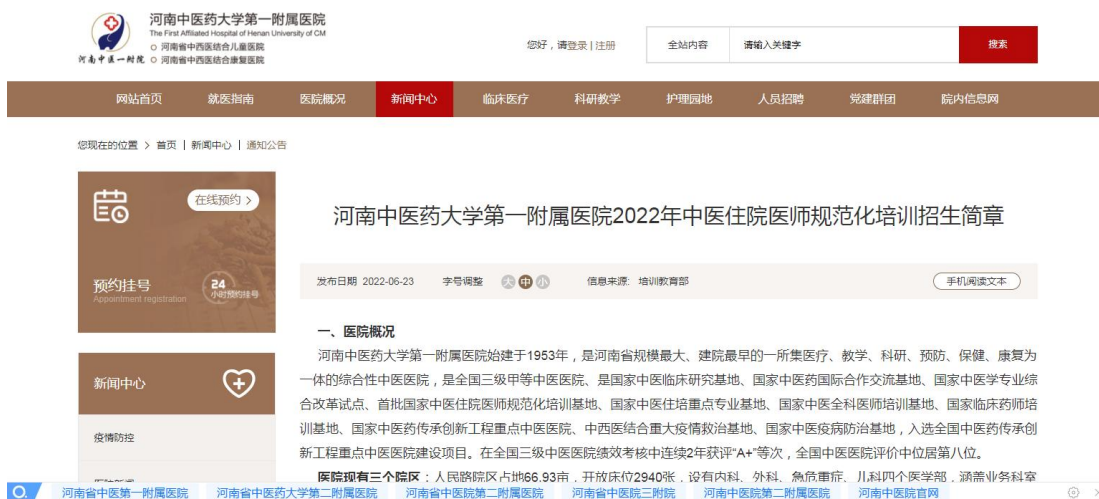 河南中医药大学第一附属医院
The First Affiliated Hospital of Henan University of CM
河南省中西医结合儿童医院
河南省中西医结合康复医院
河南中医一附院
您好，请登录 | 注册
全站内容
请输入关键字
搜索
网站首页 就医指南 医院概况 新闻中心 临床医疗 科研教学 护理园地 人员招聘 党建群团 院内信息网
您现在的位置 > 首页 | 新闻中心 | 通知公告
在线预约 >
预约挂号
Appointment registration
24
小时预约挂号
河南中医药大学第一附属医院2022年中医住院医师规范化培训招生简章
发布日期 2022-06-23 字号调整 大 中 小 信息来源: 培训教育部 手机阅读文本
新闻中心
疫情防控
一、医院概况
河南中医药大学第一附属医院始建于1953年，是河南省规模最大、建院最早的一所集医疗、教学、科研、预防、保健、康复为
一体的综合性中医医院，是全国三级甲等中医医院、是国家中医临床研究基地、国家中医药国际合作交流基地、国家中医学专业综
合改革试点、首批国家中医住院医师规范化培训基地、国家中医住培重点专业基地、国家中医全科医师培训基地、国家临床药师培
训基地、国家中医药传承创新工程重点中医医院、中西医结合重大疫情救治基地、国家中医疫病防治基地，入选全国中医药传承创
新工程重点中医医院建设项目。在全国三级中医医院绩效考核中连续2年获评“A+”等次，全国中医医院评价中位居第八位。
医院现有三个院区：人民路院区占地66.93亩，开放床位2940张，设有内科、外科、急危重症、儿科四个医学部，涵盖业务科室
河南省中医第一附属医院 河南省中医药大学第二附属医院 河南省中医院第二附属医院 河南省中医院三附院 河南中医院第二附属医院 河南中医院官网